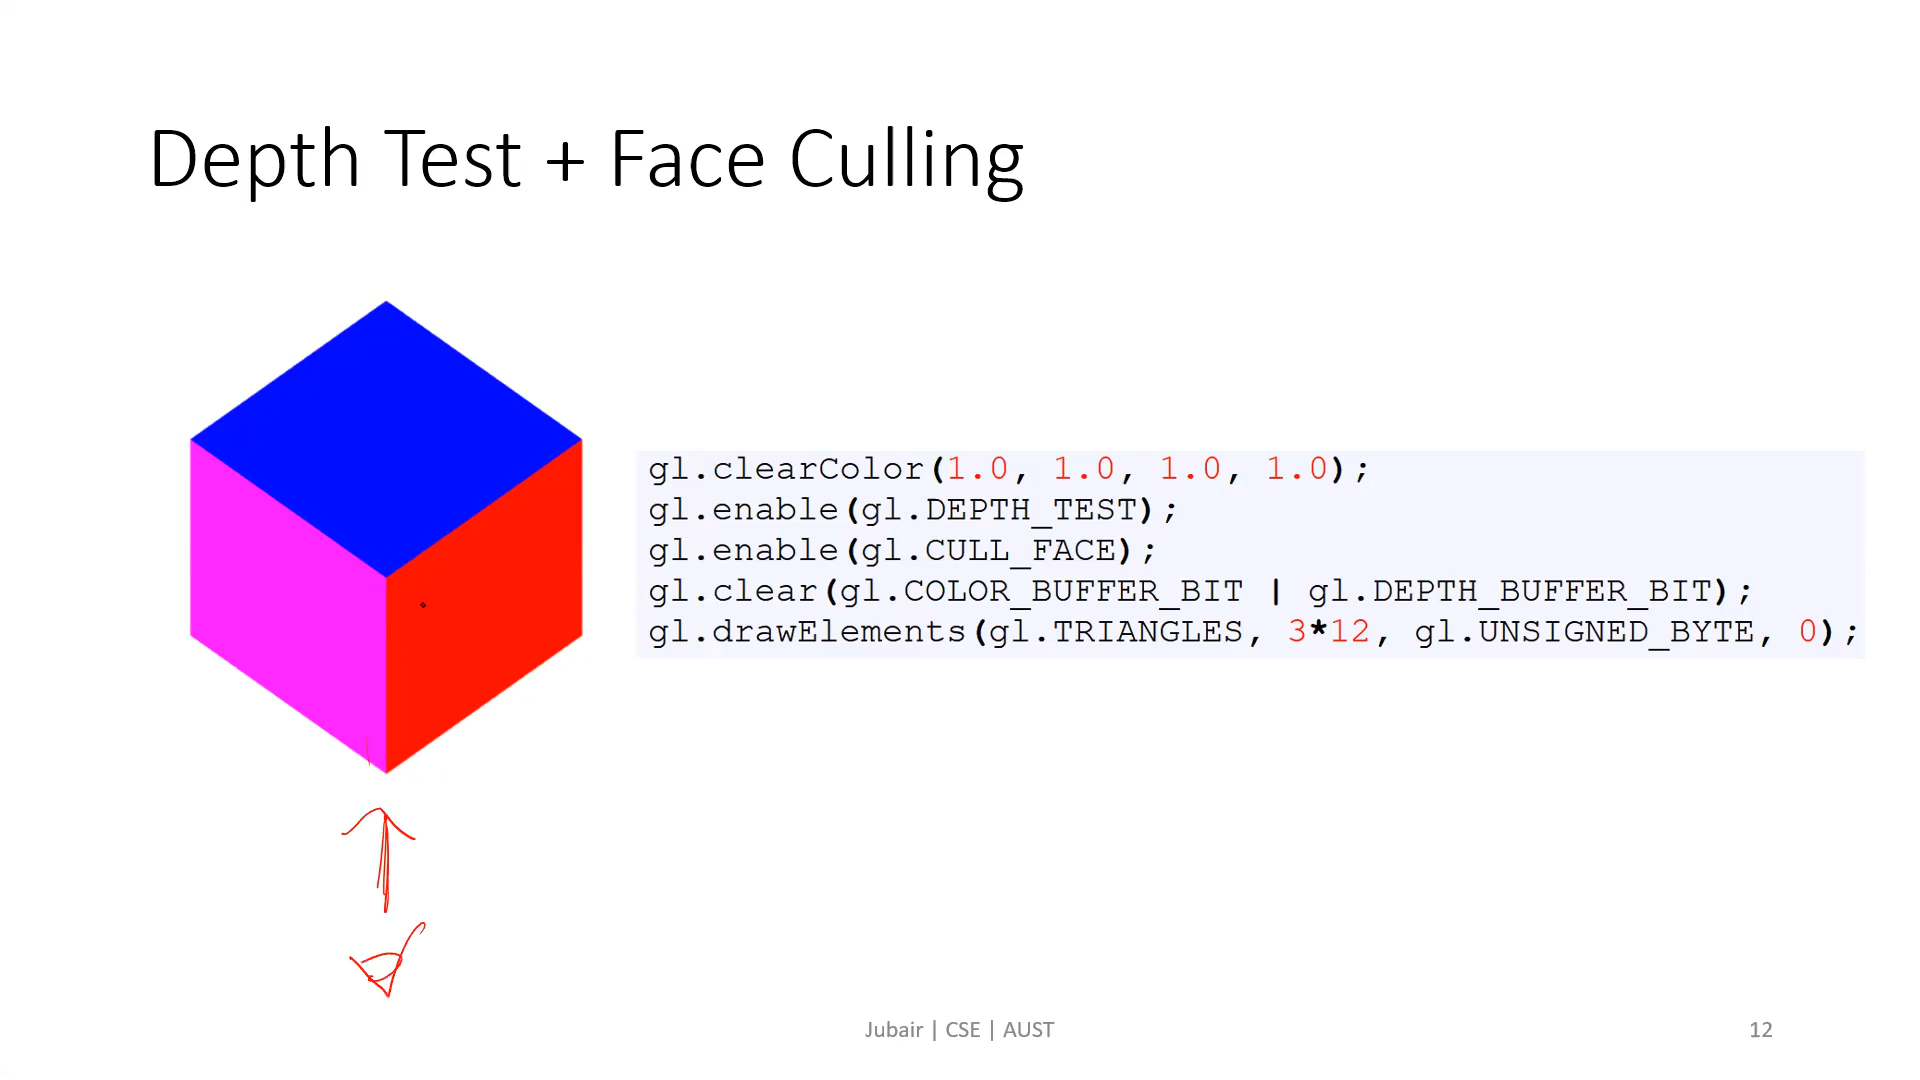 Depth Test + Face Culling
gl.clearColor(1.0, 1.0, 1.0, 1.0);
gl.enable(gl.DEPTH_TEST);
gl.enable(gl.CULL_FACE);
gl.clear(gl.COLOR_BUFFER_BIT | gl.DEPTH_BUFFER_BIT);
gl.drawElements(gl.TRIANGLES, 3*12, gl.UNSIGNED_BYTE, 0);
Jubair | CSE | AUST
12